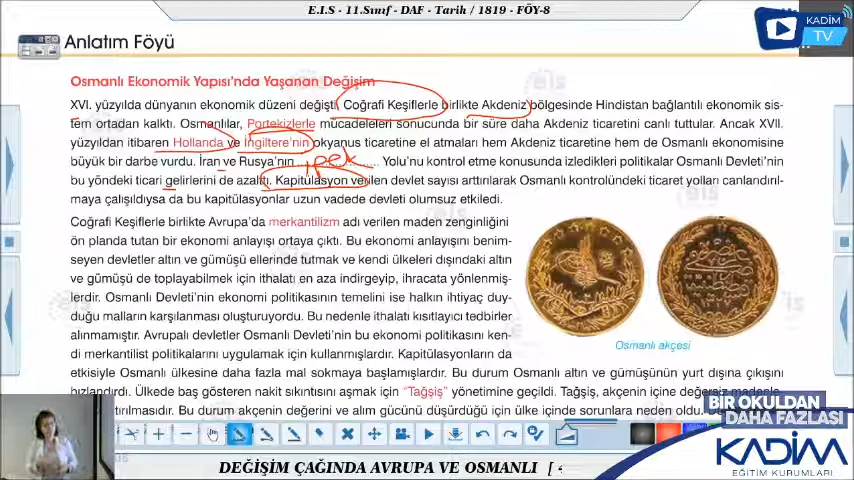 E.I.S - 11.Sınıf - DAF - Tarih / 1819 - FÖY-8
KADİM
TV
Anlatım Föyü
Osmanlı Ekonomik Yapısı'nda Yaşanan Değişim
XVI. yüzyılda dünyanın ekonomik düzeni değişti. Coğrafi Keşiflerle birlikte Akdeniz bölgesinde Hindistan bağlantılı ekonomik sis-
tem ortadan kalktı. Osmanlılar, Portekizlerle mücadeleleri sonucunda bir süre daha Akdeniz ticaretini canlı tuttular. Ancak XVII.
yüzyıldan itibaren Hollanda ve İngiltere'nin okyanus ticaretine el atmaları hem Akdeniz ticaretine hem de Osmanlı ekonomisine
büyük bir darbe vurdu. İran ve Rusya'nın ipek Yolu'nu kontrol etme konusunda izledikleri politikalar Osmanlı Devleti'nin
bu yöndeki ticari gelirlerini de azalttı. Kapitülasyon verilen devlet sayısı arttırılarak Osmanlı kontrolündeki ticaret yolları canlandırıl-
maya çalışıldıysa da bu kapitülasyonlar uzun vadede devleti olumsuz etkiledi.
Coğrafi Keşiflerle birlikte Avrupa'da merkantilizm adı verilen maden zenginliğini
ön planda tutan bir ekonomi anlayışı ortaya çıktı. Bu ekonomi anlayışını benim-
seyen devletler altın ve gümüşü ellerinde tutmak ve kendi ülkeleri dışındaki altın
ve gümüşü de toplayabilmek için ithalatı en aza indirgeyip, ihracata yönlenmiş-
lerdir. Osmanlı Devleti'nin ekonomi politikasının temelini ise halkın ihtiyaç duy-
duğu malların karşılanması oluşturuyordu. Bu nedenle ithalatı kısıtlayıcı tedbirler
alınmamıştır. Avrupalı devletler Osmanlı Devleti'nin bu ekonomi politikasını ken-
di merkantilist politikalarını uygulamak için kullanmışlardır. Kapitülasyonların da
etkisiyle Osmanlı ülkesine daha fazla mal sokmaya başlamışlardır. Bu durum Osmanlı altın ve gümüşünün yurt dışına çıkışını
hızlandırdı. Ülkede baş gösteren nakit sıkıntısını aşmak için "Tağşiş" yönetimine geçildi. Tağşiş, akçenin içine değersiz madenle
Bu durum akçenin değerini ve alım gücünü düşürdüğü için ülke içinde sorunlara neden oldu.
Osmanlı akçesi
BİR OKULDAN
DAHA FAZLASI
KADİM
EĞİTİM KURUMLARI
DEĞİŞİM ÇAĞINDA AVRUPA VE OSMANLI [